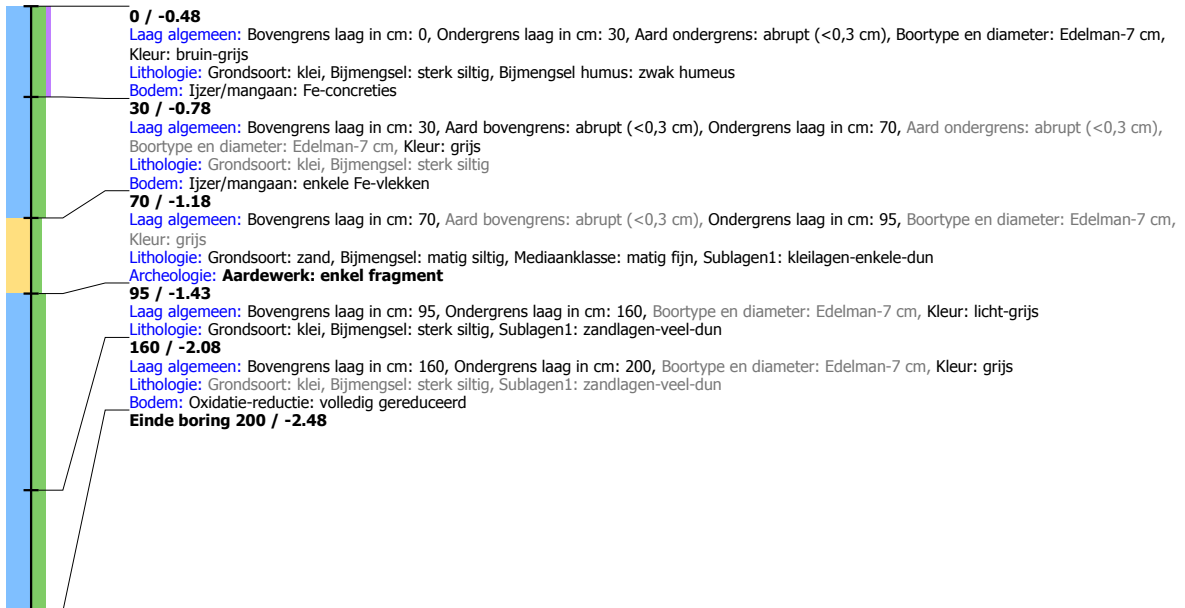 0 / -0.48
Laag algemeen: Bovengrens laag in cm: 0, Ondergrens laag in cm: 30, Aard ondergrens: abrupt (<0,3 cm), Boortype en diameter: Edelman-7 cm,
Kleur: bruin-grijs
Lithologie: Grondsoort: klei, Bijmengsel: sterk siltig, Bijmengsel humus: zwak humeus
Bodem: Ijzer/mangaan: Fe-concreties
30 / -0.78
Laag algemeen: Bovengrens laag in cm: 30, Aard bovengrens: abrupt (<0,3 cm), Ondergrens laag in cm: 70, Aard ondergrens: abrupt (<0,3 cm),
Boortype en diameter: Edelman-7 cm, Kleur: grijs
Lithologie: Grondsoort: klei, Bijmengsel: sterk siltig
Bodem: Ijzer/mangaan: enkele Fe-vlekken
70 / -1.18
Laag algemeen: Bovengrens laag in cm: 70, Aard bovengrens: abrupt (<0,3 cm), Ondergrens laag in cm: 95, Boortype en diameter: Edelman-7 cm,
Kleur: grijs
Lithologie: Grondsoort: zand, Bijmengsel: matig siltig, Mediaanklasse: matig fijn, Sublagen1: kleilagen-enkele-dun
Archeologie: Aardewerk: enkel fragment
95 / -1.43
Laag algemeen: Bovengrens laag in cm: 95, Ondergrens laag in cm: 160, Boortype en diameter: Edelman-7 cm, Kleur: licht-grijs
Lithologie: Grondsoort: klei, Bijmengsel: sterk siltig, Sublagen1: zandlagen-veel-dun
160 / -2.08
Laag algemeen: Bovengrens laag in cm: 160, Ondergrens laag in cm: 200, Boortype en diameter: Edelman-7 cm, Kleur: grijs
Lithologie: Grondsoort: klei, Bijmengsel: sterk siltig, Sublagen1: zandlagen-veel-dun
Bodem: Oxidatie-reductie: volledig gereduceerd
Einde boring 200 / -2.48